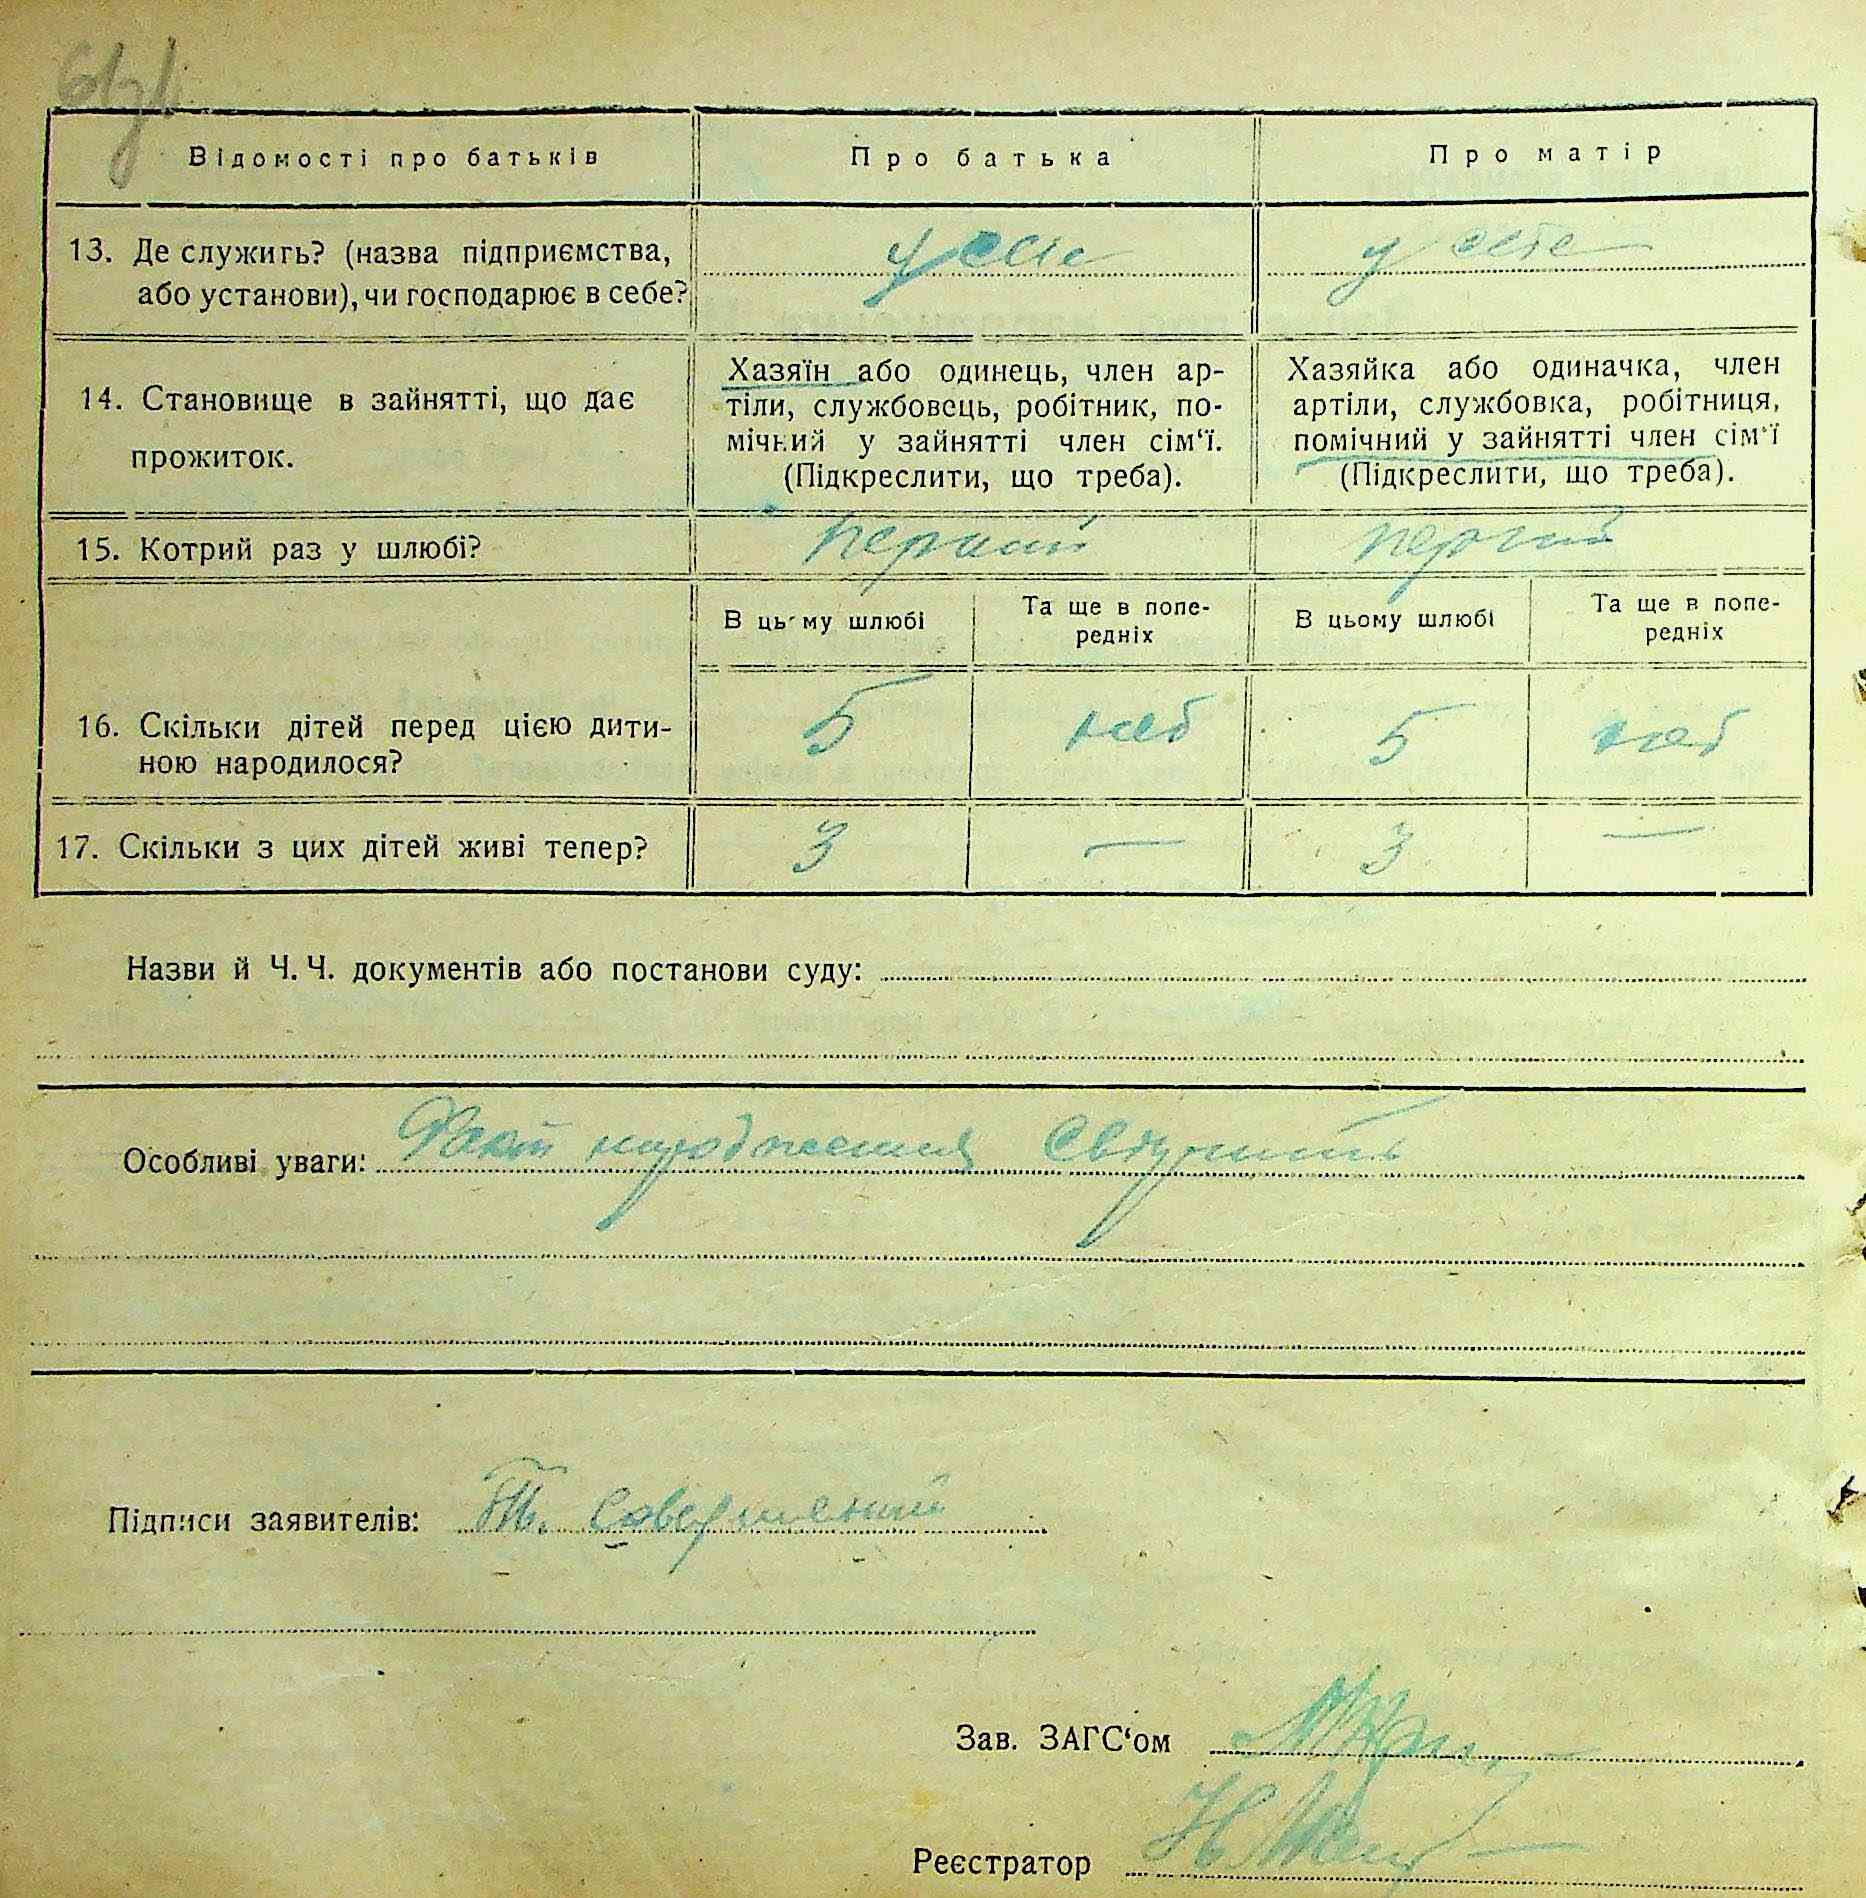 Відомості про батьків
Про батька
Про матір
13. Де служить? (назва підприємства,
або установи), чи господарює в себе?
у себе
у себе
14. Становище в зайнятті, що дає
прожиток.
Хазяїн або одинець, член ар-
тіли, службовець, робітник, по-
мічний у зайнятті член сім‘ї.
(Підкреслити, що треба).
Хазяйка або одиначка, член
артіли, службовка, робітниця,
помічний у зайнятті член сім‘ї
(Підкреслити, що треба).
15. Котрий раз у шлюбі?
перший
перший
В цьому шлюбі
Та ще в попе-
редніх
В цьому шлюбі
Та ще в попе-
редніх
16. Скільки дітей перед цією дити-
ною народилося?
5
5
17. Скільки з цих дітей живі тепер?
3
—
3
—
Назви й Ч. Ч. документів або постанови суду:
Особливі уваги: Факт народження
Підписи заявителів:
Зав. ЗАГС‘ом
Реєстратор